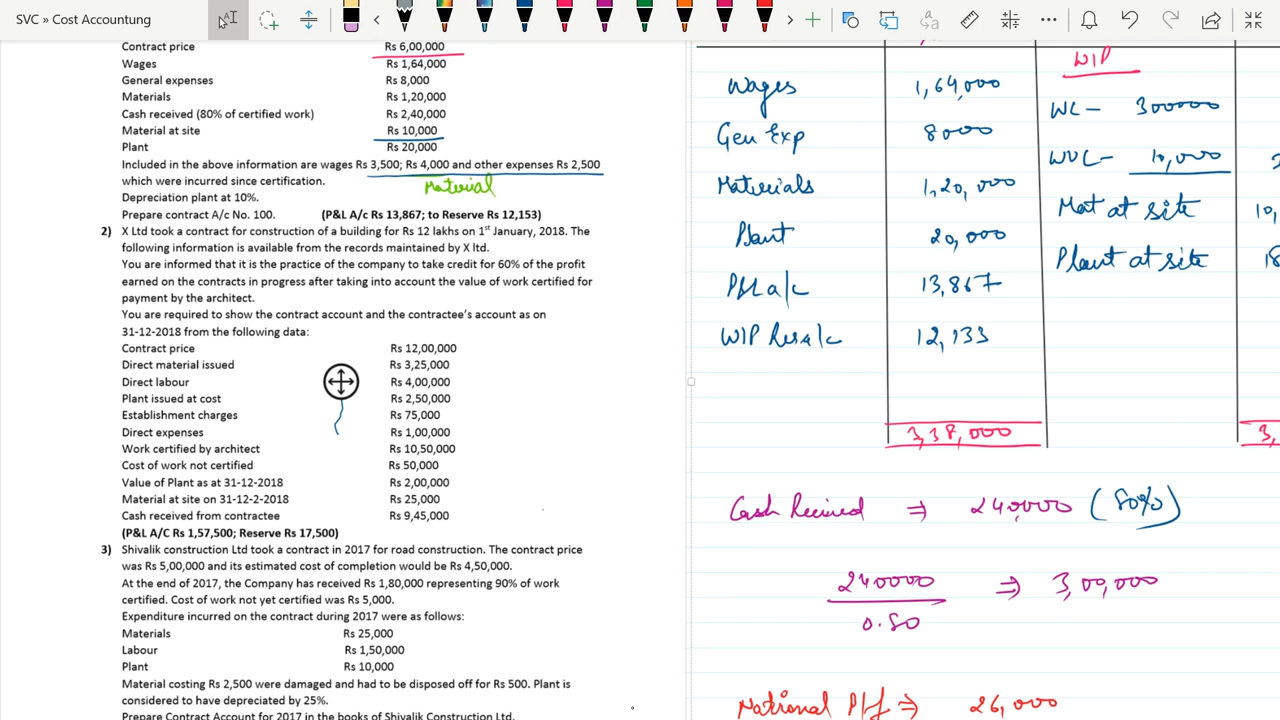 SVC > Cost Accountung
Contract price Rs 6,00,000
Wages Rs 1,64,000
General expenses Rs 8,000
Materials Rs 1,20,000
Cash received (80% of certified work) Rs 2,40,000
Material at site Rs 10,000
Plant Rs 20,000
Included in the above information are wages Rs 3,500; Rs 4,000 and other expenses Rs 2,500
which were incurred since certification.
Material
Depreciation plant at 10%.
Prepare contract A/c No. 100. (P&L A/c Rs 13,867; to Reserve Rs 12,153)
2) X Ltd took a contract for construction of a building for Rs 12 lakhs on 1st January, 2018. The
following information is available from the records maintained by X ltd.
You are informed that it is the practice of the company to take credit for 60% of the profit
earned on the contracts in progress after taking into account the value of work certified for
payment by the architect.
You are required to show the contract account and the contractee's account as on
31-12-2018 from the following data:
Contract price Rs 12,00,000
Direct material issued Rs 3,25,000
Direct labour Rs 4,00,000
Plant issued at cost Rs 2,50,000
Establishment charges Rs 75,000
Direct expenses Rs 1,00,000
Work certified by architect Rs 10,50,000
Cost of work not certified Rs 50,000
Value of Plant as at 31-12-2018 Rs 2,00,000
Material at site on 31-12-2-2018 Rs 25,000
Cash received from contractee Rs 9,45,000
(P&L A/C Rs 1,57,500; Reserve Rs 17,500)
3) Shivalik construction Ltd took a contract in 2017 for road construction. The contract price
was Rs 5,00,000 and its estimated cost of completion would be Rs 4,50,000.
At the end of 2017, the Company has received Rs 1,80,000 representing 90% of work
certified. Cost of work not yet certified was Rs 5,000.
Expenditure incurred on the contract during 2017 were as follows:
Materials Rs 25,000
Labour Rs 1,50,000
Plant Rs 10,000
Material costing Rs 2,500 were damaged and had to be disposed off for Rs 500. Plant is
considered to have depreciated by 25%.
Prepare Contract Account for 2017 in the books of Shivalik Construction Ltd.
WIP
Wages 1,64,000 WC - 300000
Gen Exp 8000 WUC - 10,000
Materials 1,20,000 Mat at site 10,
Plant 20,000 Plant at site 18
P&L a/c 13,867
WIP Res a/c 12,133
3,38,000 3,
Cash Received ⇒ 240,000 (80%)
240000 ⇒ 3,00,000
0.80
Notional P/f ⇒ 26,000